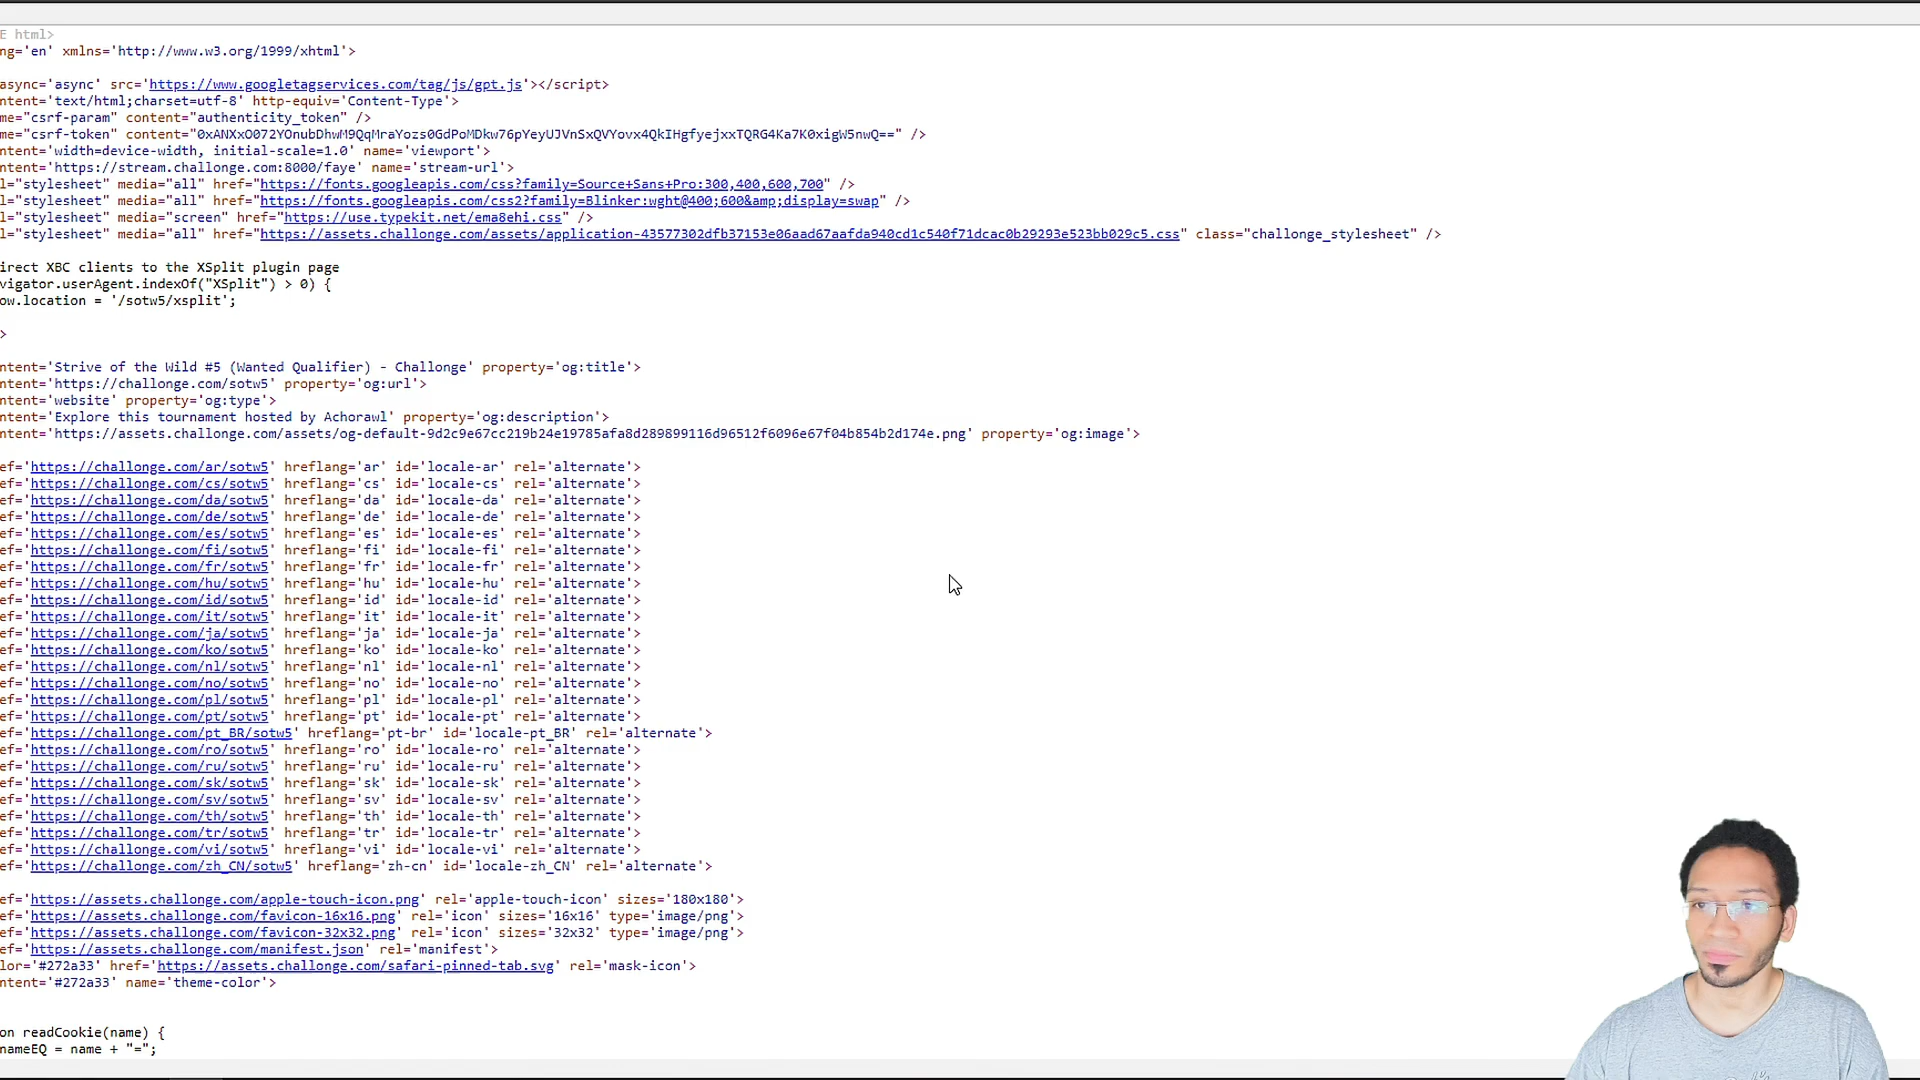 E html>
ng='en' xmlns='http://www.w3.org/1999/xhtml'>
async='async' src='https://www.googletagservices.com/tag/js/gpt.js'></script>
ntent='text/html;charset=utf-8' http-equiv='Content-Type'>
me="csrf-param" content="authenticity_token" />
me="csrf-token" content="0xANXxO072YOnubDhwM9QqMraYozs0GdPoMDkw76pYeyUJVnSxQVYovx4QkIHgfyejxxTQRG4Ka7K0xigW5nwQ==" />
ntent='width=device-width, initial-scale=1.0' name='viewport'>
ntent='https://stream.challonge.com:8000/faye' name='stream-url'>
l="stylesheet" media="all" href="https://fonts.googleapis.com/css?family=Source+Sans+Pro:300,400,600,700" />
l="stylesheet" media="all" href="https://fonts.googleapis.com/css2?family=Blinker:wght@400;600&amp;display=swap" />
l="stylesheet" media="screen" href="https://use.typekit.net/ema8ehi.css" />
l="stylesheet" media="all" href="https://assets.challonge.com/assets/application-43577302dfb37153e06aad67aafda940cd1c540f71dcac0b29293e523bb029c5.css" class="challonge_stylesheet" />
irect XBC clients to the XSplit plugin page
vigator.userAgent.indexOf("XSplit") > 0) {
ow.location = '/sotw5/xsplit';
>
ntent='Strive of the Wild #5 (Wanted Qualifier) - Challonge' property='og:title'>
ntent='https://challonge.com/sotw5' property='og:url'>
ntent='website' property='og:type'>
ntent='Explore this tournament hosted by Achorawl' property='og:description'>
ntent='https://assets.challonge.com/assets/og-default-9d2c9e67cc219b24e19785afa8d289899116d96512f6096e67f04b854b2d174e.png' property='og:image'>
ef='https://challonge.com/ar/sotw5' hreflang='ar' id='locale-ar' rel='alternate'>
ef='https://challonge.com/cs/sotw5' hreflang='cs' id='locale-cs' rel='alternate'>
ef='https://challonge.com/da/sotw5' hreflang='da' id='locale-da' rel='alternate'>
ef='https://challonge.com/de/sotw5' hreflang='de' id='locale-de' rel='alternate'>
ef='https://challonge.com/es/sotw5' hreflang='es' id='locale-es' rel='alternate'>
ef='https://challonge.com/fi/sotw5' hreflang='fi' id='locale-fi' rel='alternate'>
ef='https://challonge.com/fr/sotw5' hreflang='fr' id='locale-fr' rel='alternate'>
ef='https://challonge.com/hu/sotw5' hreflang='hu' id='locale-hu' rel='alternate'>
ef='https://challonge.com/id/sotw5' hreflang='id' id='locale-id' rel='alternate'>
ef='https://challonge.com/it/sotw5' hreflang='it' id='locale-it' rel='alternate'>
ef='https://challonge.com/ja/sotw5' hreflang='ja' id='locale-ja' rel='alternate'>
ef='https://challonge.com/ko/sotw5' hreflang='ko' id='locale-ko' rel='alternate'>
ef='https://challonge.com/nl/sotw5' hreflang='nl' id='locale-nl' rel='alternate'>
ef='https://challonge.com/no/sotw5' hreflang='no' id='locale-no' rel='alternate'>
ef='https://challonge.com/pl/sotw5' hreflang='pl' id='locale-pl' rel='alternate'>
ef='https://challonge.com/pt/sotw5' hreflang='pt' id='locale-pt' rel='alternate'>
ef='https://challonge.com/pt_BR/sotw5' hreflang='pt-br' id='locale-pt_BR' rel='alternate'>
ef='https://challonge.com/ro/sotw5' hreflang='ro' id='locale-ro' rel='alternate'>
ef='https://challonge.com/ru/sotw5' hreflang='ru' id='locale-ru' rel='alternate'>
ef='https://challonge.com/sk/sotw5' hreflang='sk' id='locale-sk' rel='alternate'>
ef='https://challonge.com/sv/sotw5' hreflang='sv' id='locale-sv' rel='alternate'>
ef='https://challonge.com/th/sotw5' hreflang='th' id='locale-th' rel='alternate'>
ef='https://challonge.com/tr/sotw5' hreflang='tr' id='locale-tr' rel='alternate'>
ef='https://challonge.com/vi/sotw5' hreflang='vi' id='locale-vi' rel='alternate'>
ef='https://challonge.com/zh_CN/sotw5' hreflang='zh-cn' id='locale-zh_CN' rel='alternate'>
ef='https://assets.challonge.com/apple-touch-icon.png' rel='apple-touch-icon' sizes='180x180'>
ef='https://assets.challonge.com/favicon-16x16.png' rel='icon' sizes='16x16' type='image/png'>
ef='https://assets.challonge.com/favicon-32x32.png' rel='icon' sizes='32x32' type='image/png'>
ef='https://assets.challonge.com/manifest.json' rel='manifest'>
lor='#272a33' href='https://assets.challonge.com/safari-pinned-tab.svg' rel='mask-icon'>
ntent='#272a33' name='theme-color'>
on readCookie(name) {
nameEQ = name + "=";